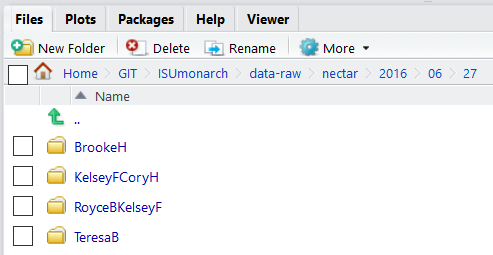 Files Plots Packages Help Viewer
New Folder Delete Rename More
Home GIT ISUmonarch data-raw nectar 2016 06 27
Name
..
BrookeH
KelseyFCoryH
RoyceBKelseyF
TeresaB